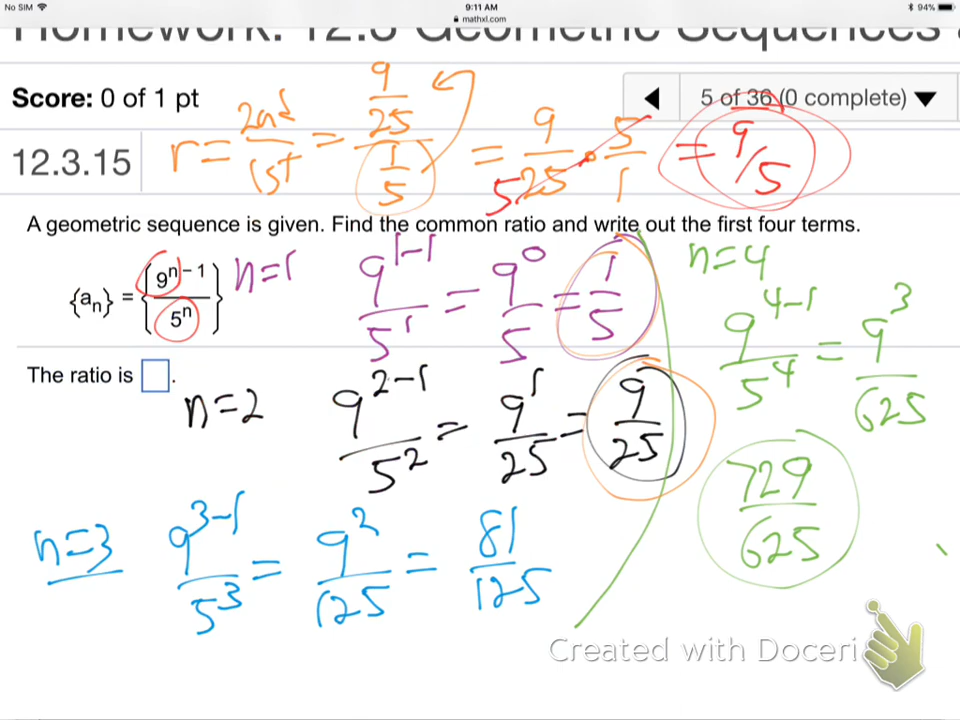 No SIM 9:11 AM 94%
mathxl.com
Homework: 12.3 Geometric Sequences
Score: 0 of 1 pt
5 of 36 (0 complete)
12.3.15
r = 2nd/1st = (9/25)/(1/5) = 9/25 · 5/1 = 9/5
5
A geometric sequence is given. Find the common ratio and write out the first four terms.
{aₙ} = {9ⁿ⁻¹/5ⁿ}
n=1 9¹⁻¹/5¹ = 9⁰/5 = 1/5
The ratio is .
n=2 9²⁻¹/5² = 9¹/25 = 9/25
n=3 9³⁻¹/5³ = 9²/125 = 81/125
n=4
9⁴⁻¹/5⁴ = 9³/625
729/625
Created with Doceri